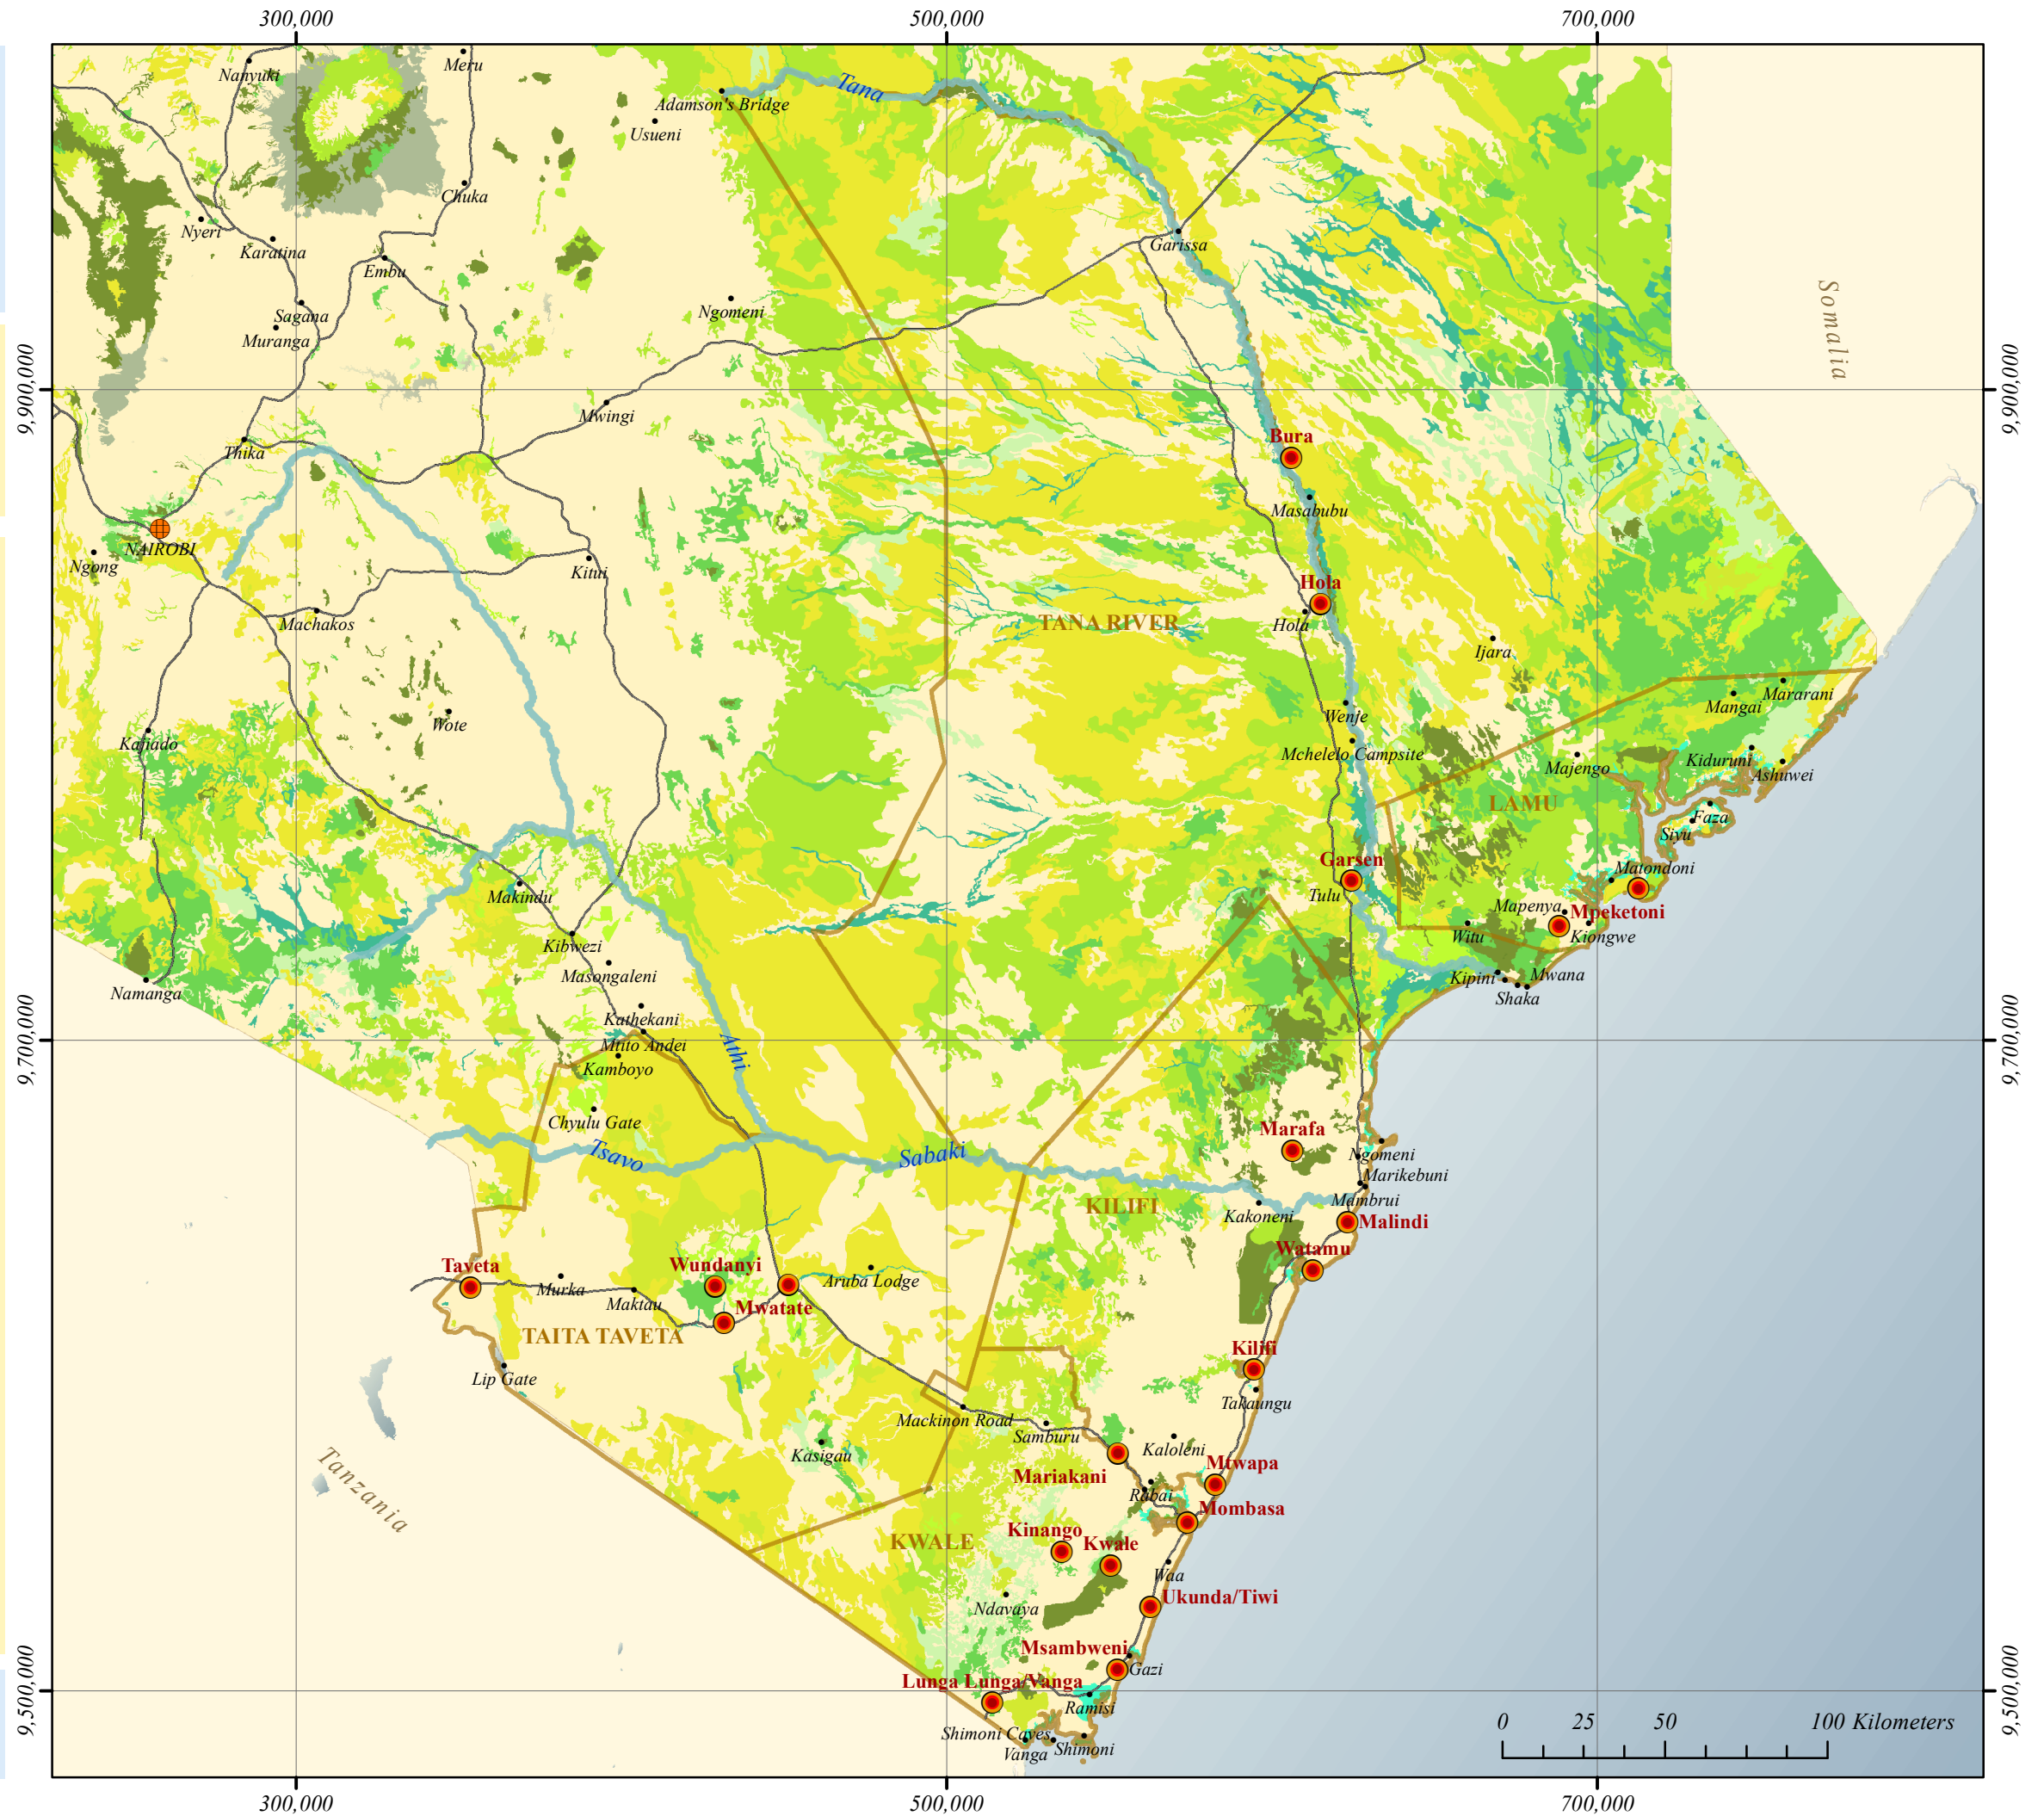 300,000
500,000
700,000
Nanyuki
Meru
Adamson's Bridge
Tana
Usueni
Chuka
Nyeri
Karatina
Garissa
Embu
Somalia
Ngomeni
Sagana
Muranga
9,900,000
9,900,000
Mwingi
Bura
Thika
Masabubu
NAIROBI
Ngong
Kitui
Hola
Machakos
TANA RIVER
Hola
Ijara
Mararani
Mangai
Wenje
Wote
Kajiado
Mchelelo Campsite
Majengo
Kiduruni
Ashuwei
LAMU
Faza
Siyu
Garsen
Matondoni
Makindu
Tulu
Mapenya
Mpeketoni
Witu
Kiongwe
Kibwezi
Masongaleni
Kipini
Mwana
Namanga
Shaka
Kathekani
9,700,000
9,700,000
Mtito Andei
Athi
Kamboyo
Chyulu Gate
Marafa
Tsavo
Sabaki
Ngomeni
Marikebuni
Mambrui
KILIFI
Kakoneni
Malindi
Watamu
Taveta
Wundanyi
Aruba Lodge
Murka
Maktau
Mwatate
TAITA TAVETA
Kilifi
Lip Gate
Takaungu
Mackinon Road
Samburu
Kaloleni
Kasigau
Mtwapa
Mariakani
Tanzania
Rabai
Mombasa
Kinango
KWALE
Kwale
Waa
Ukunda/Tiwi
Ndavaya
Msambweni
Gazi
Lunga Lunga/Vanga
9,500,000
9,500,000
Ramisi
0
25
50
100 Kilometers
Shimoni Caves
Vanga
Shimoni
300,000
500,000
700,000